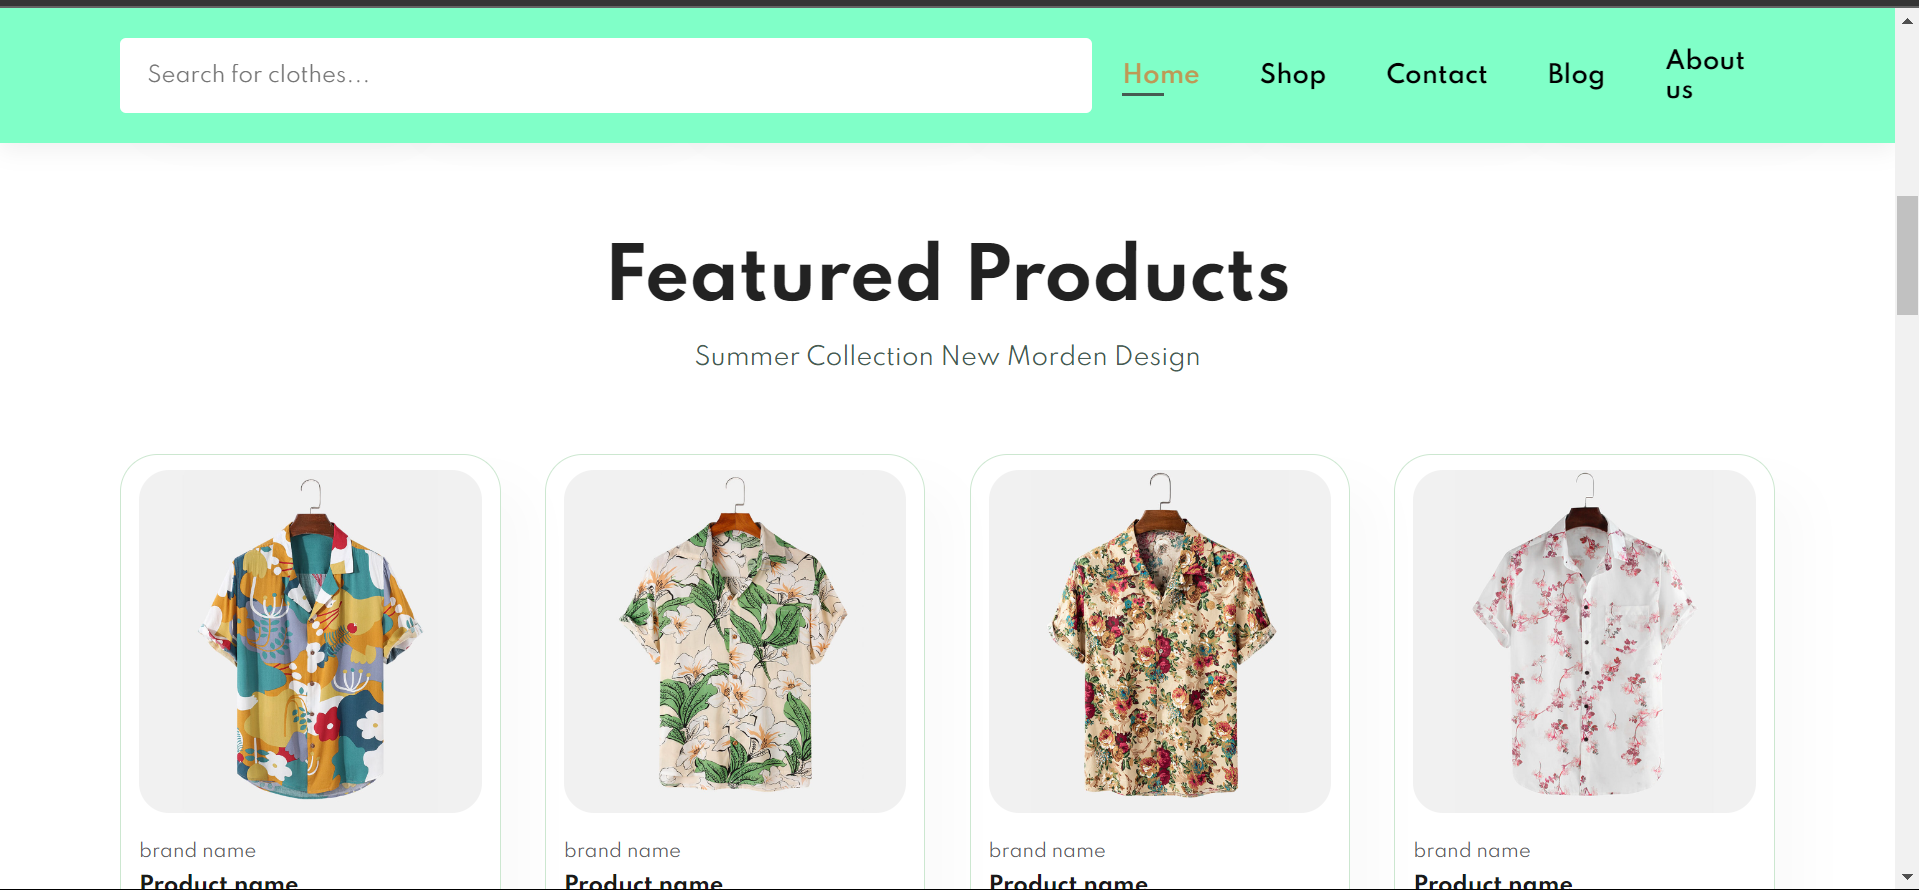 Search for clothes...
Home
Shop
Contact
Blog
About
us
Featured Products
Summer Collection New Morden Design
brand name
Product name
brand name
Product name
brand name
Product name
brand name
Product name